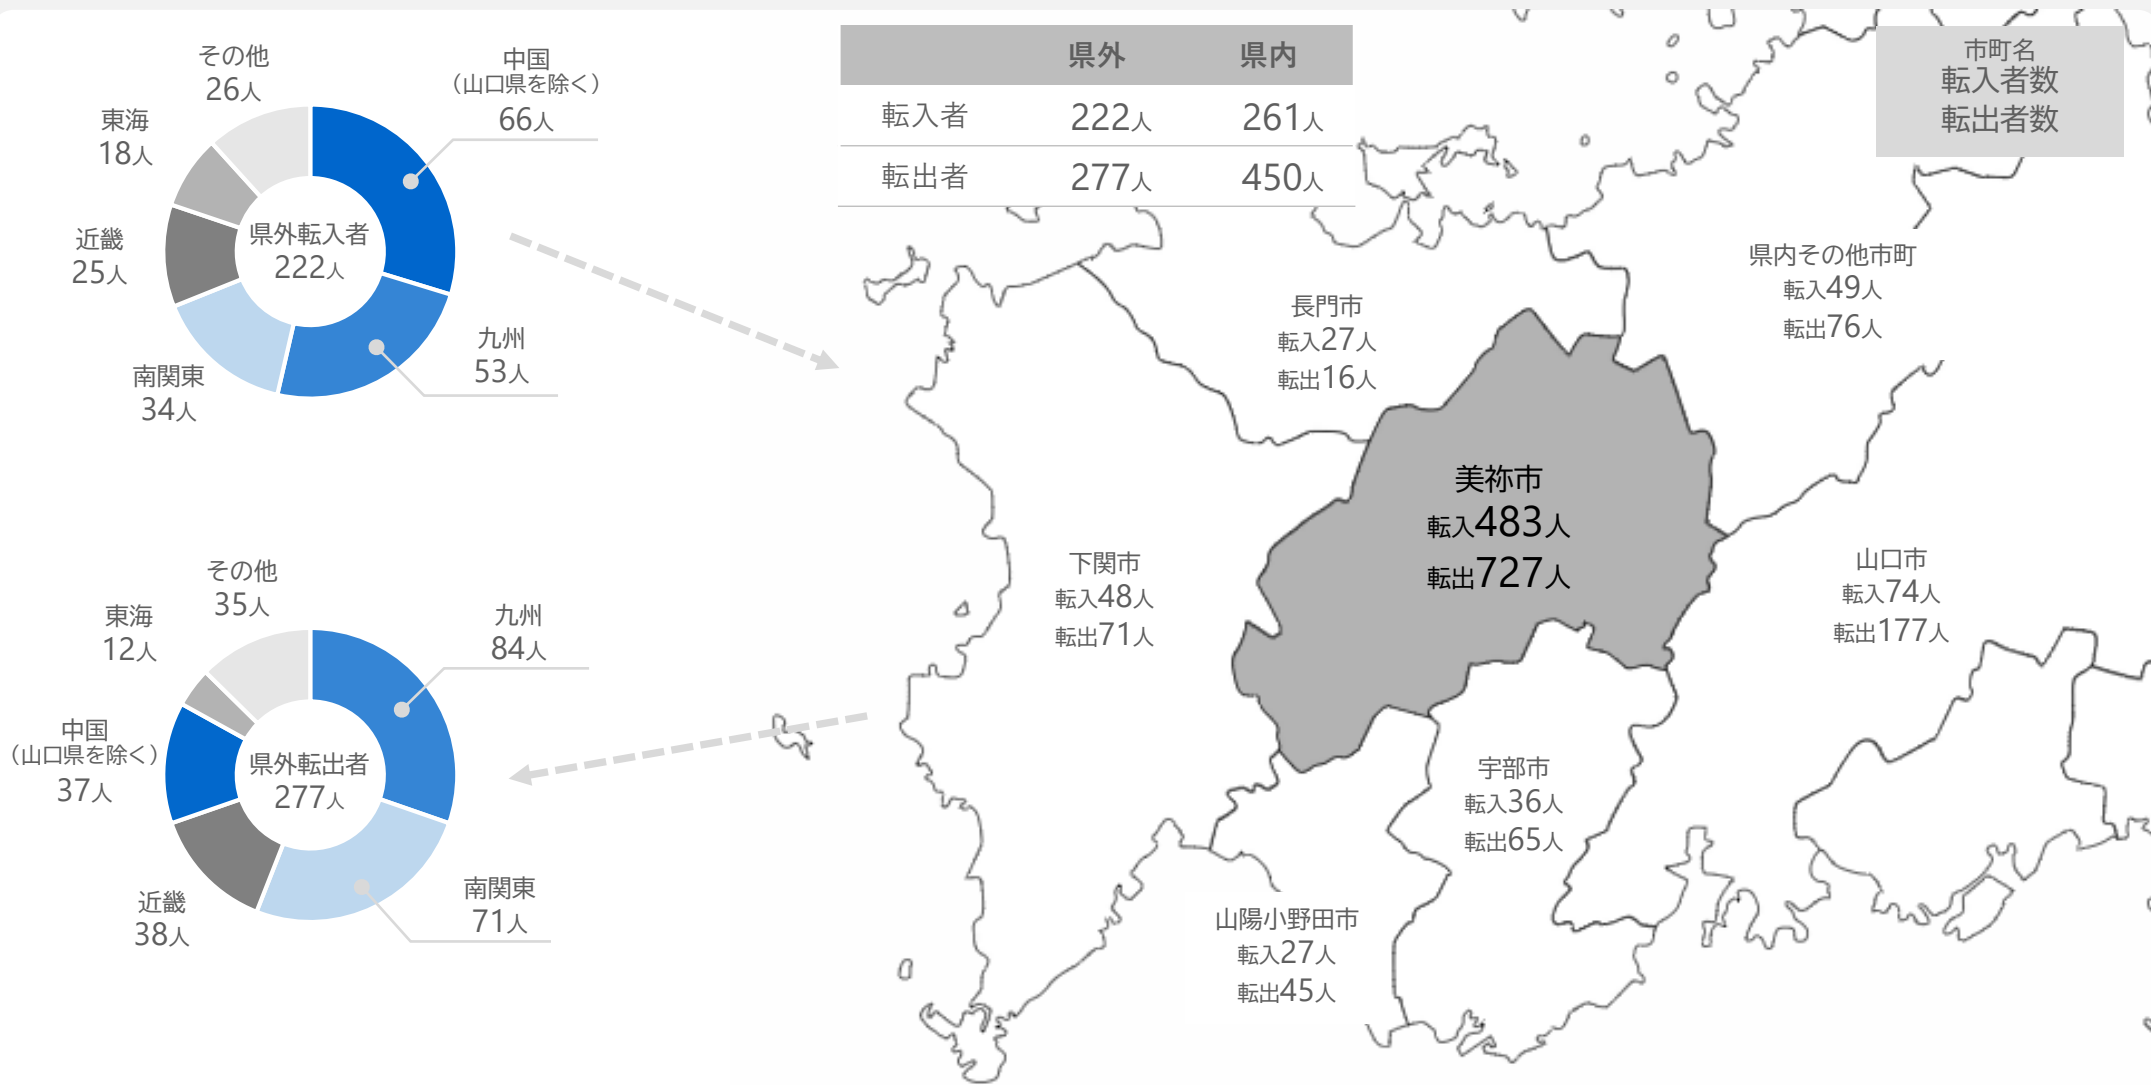 その他
26人
中国
（山口県を除く）
66人
東海
18人
近畿
25人
県外転入者
222人
南関東
34人
九州
53人
県外 県内
転入者 222人 261人
転出者 277人 450人
市町名
転入者数
転出者数
県内その他市町
転入49人
転出76人
長門市
転入27人
転出16人
美祢市
転入483人
転出727人
下関市
転入48人
転出71人
山口市
転入74人
転出177人
宇部市
転入36人
転出65人
山陽小野田市
転入27人
転出45人
その他
35人
東海
12人
九州
84人
中国
（山口県を除く）
37人
県外転出者
277人
近畿
38人
南関東
71人